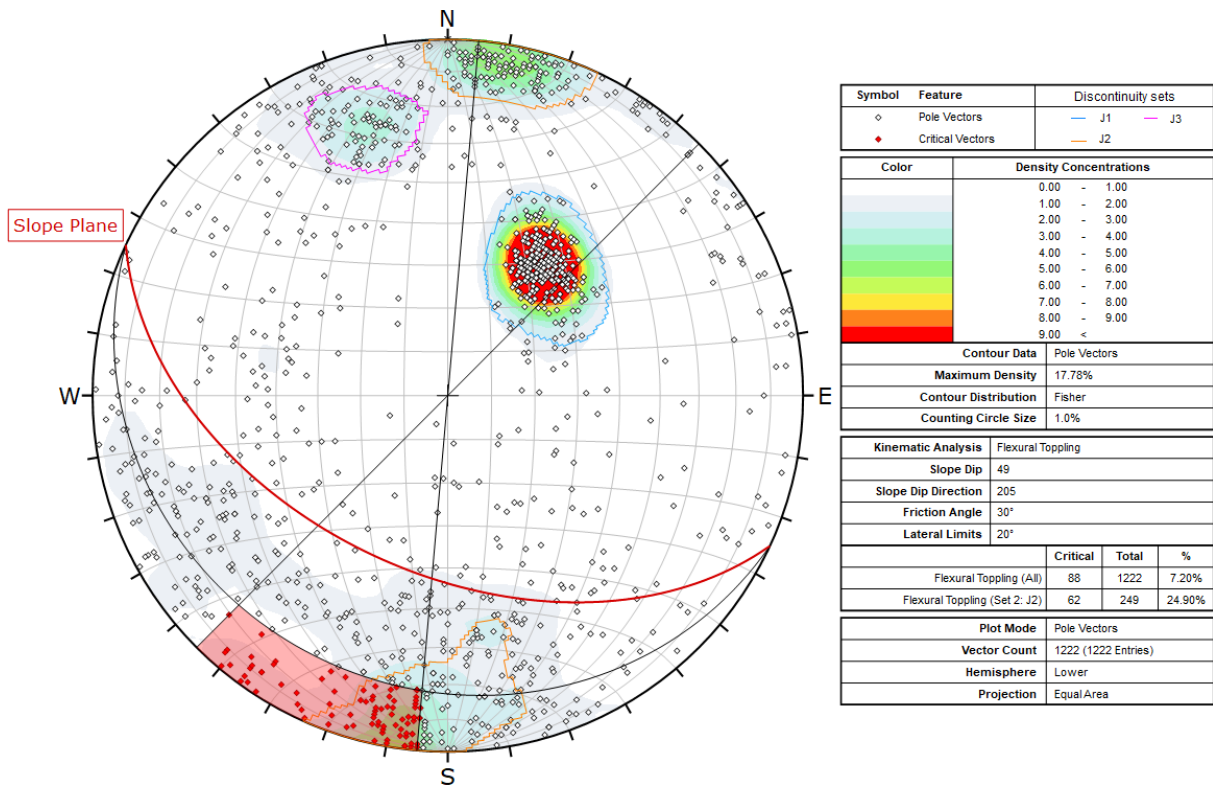 N
Slope Plane
W
E
S
Symbol Feature Discontinuity sets
Pole Vectors J1 J3
Critical Vectors J2
Color Density Concentrations
0.00 - 1.00
1.00 - 2.00
2.00 - 3.00
3.00 - 4.00
4.00 - 5.00
5.00 - 6.00
6.00 - 7.00
7.00 - 8.00
8.00 - 9.00
9.00 <
Contour Data Pole Vectors
Maximum Density 17.78%
Contour Distribution Fisher
Counting Circle Size 1.0%
Kinematic Analysis Flexural Toppling
Slope Dip 49
Slope Dip Direction 205
Friction Angle 30°
Lateral Limits 20°
Critical Total %
Flexural Toppling (All) 88 1222 7.20%
Flexural Toppling (Set 2: J2) 62 249 24.90%
Plot Mode Pole Vectors
Vector Count 1222 (1222 Entries)
Hemisphere Lower
Projection Equal Area